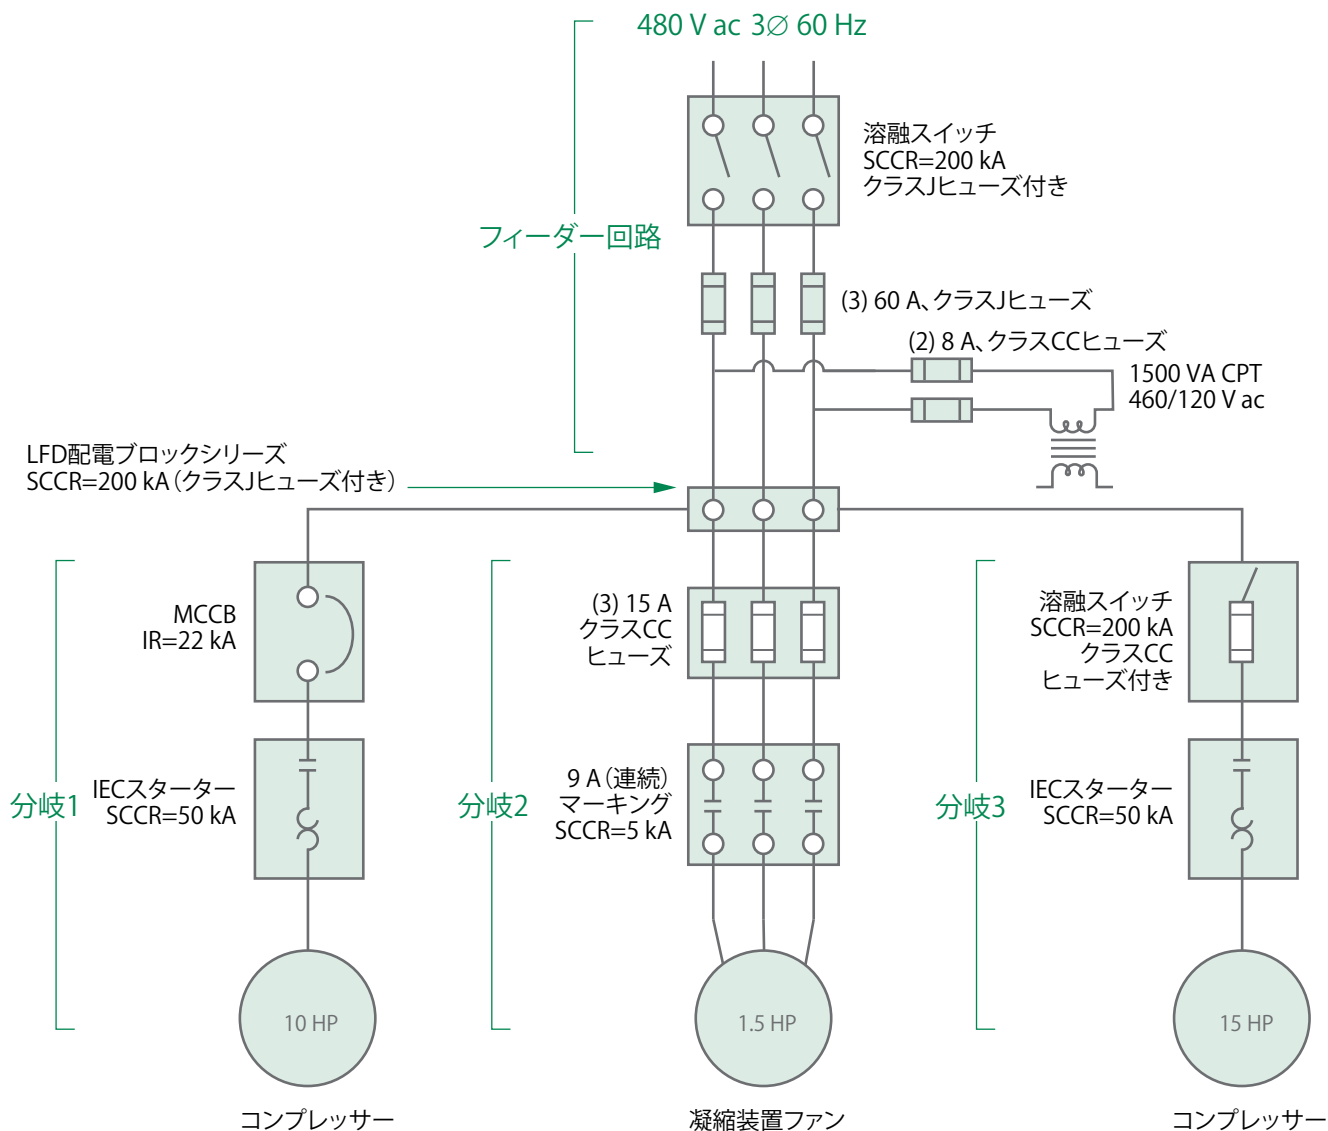 480 V ac 3∅ 60 Hz
溶融スイッチ
SCCR=200 kA
クラスJヒューズ付き
フィーダー回路
(3) 60 A、クラスJヒューズ
(2) 8 A、クラスCCヒューズ
1500 VA CPT
460/120 V ac
LFD配電ブロックシリーズ
SCCR=200 kA（クラスJヒューズ付き）
MCCB
IR=22 kA
(3) 15 A
クラスCC
ヒューズ
溶融スイッチ
SCCR=200 kA
クラスCC
ヒューズ付き
分岐1
IECスターター
SCCR=50 kA
分岐2
9 A（連続）
マーキング
SCCR=5 kA
分岐3
IECスターター
SCCR=50 kA
10 HP
1.5 HP
15 HP
コンプレッサー
凝縮装置ファン
コンプレッサー